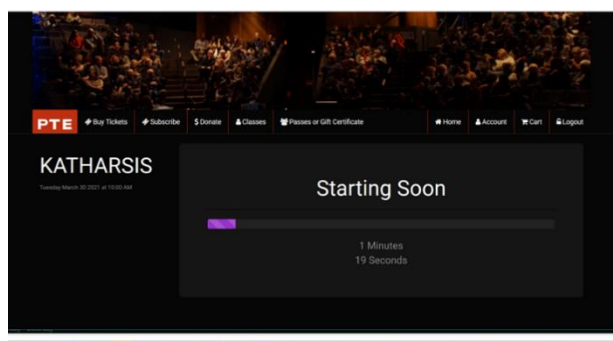 PTE Buy Tickets Subscribe $ Donate Classes Passes or Gift Certificate Home Account Cart Logout
KATHARSIS
Tuesday March 30 2021 at 10:00 AM
Starting Soon
1 Minutes
19 Seconds